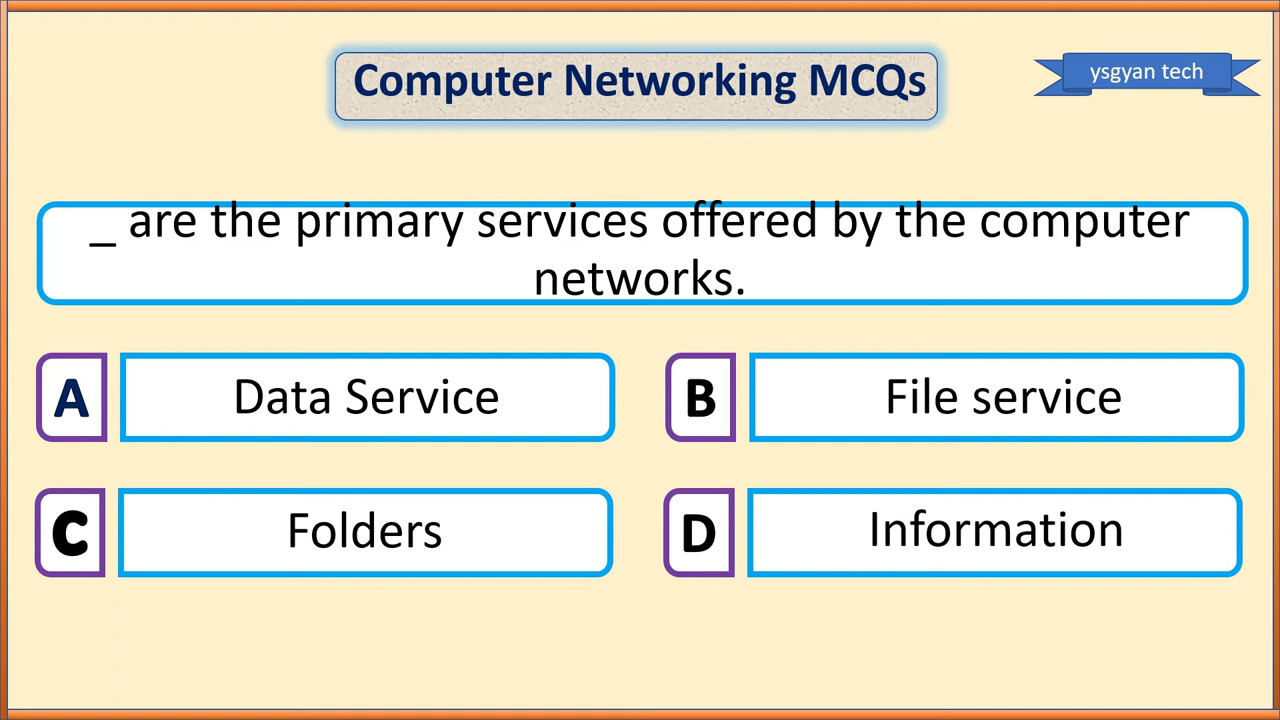 Computer Networking MCQs
ysgyan tech
_ are the primary services offered by the computer
networks.
A
Data Service
B
File service
C
Folders
D
Information